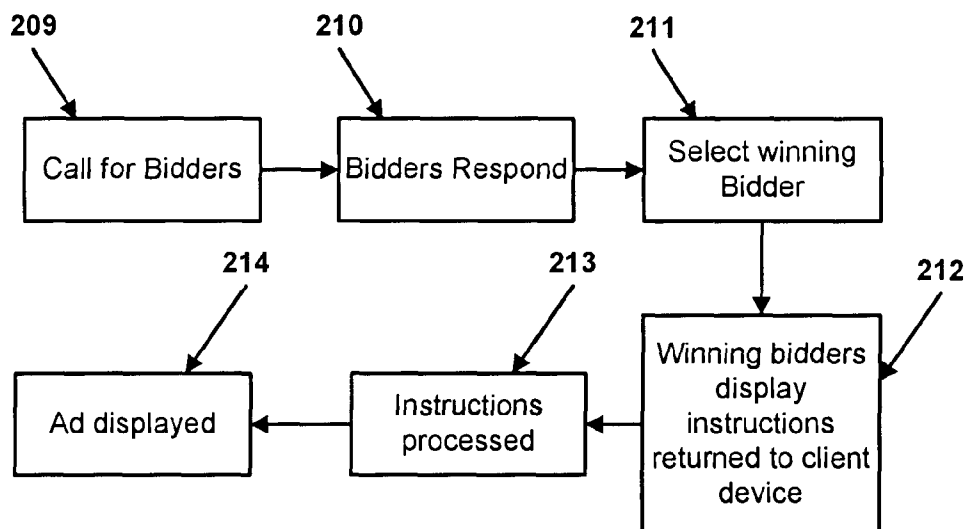 209
210
211
Call for Bidders
Bidders Respond
Select winning
Bidder
214
213
212
Ad displayed
Instructions
processed
Winning bidders
display
instructions
returned to client
device